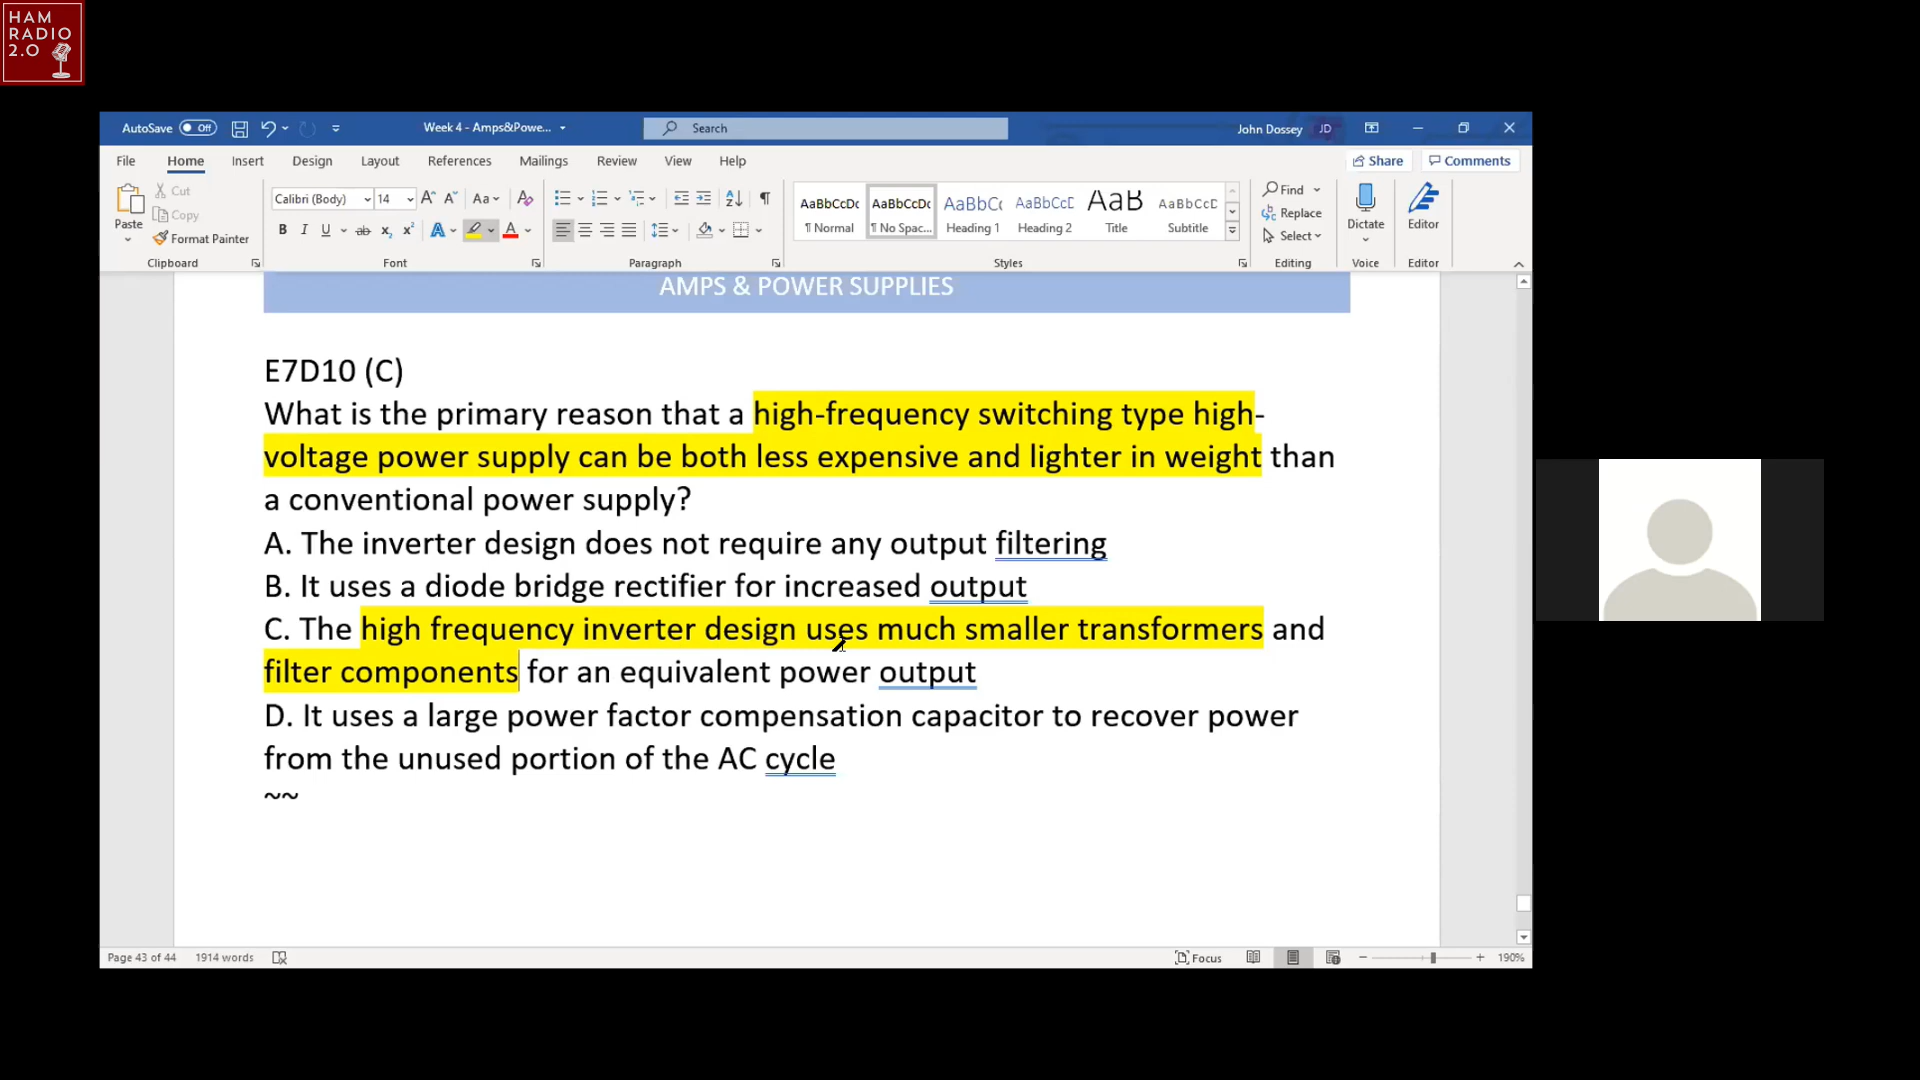 HAM
RADIO
2.0
AutoSave Off
Week 4 - Amps&Powe...
Search
John Dossey JD
File Home Insert Design Layout References Mailings Review View Help
Share Comments
Paste
Cut
Copy
Format Painter
Clipboard
Calibri (Body) 14
Font
Paragraph
AaBbCcDc AaBbCcDc AaBbCc AaBbCcD AaB AaBbCcD
¶ Normal ¶ No Spac... Heading 1 Heading 2 Title Subtitle
Styles
Find
Replace
Select
Editing
Dictate
Voice
Editor
Editor
AMPS & POWER SUPPLIES
E7D10 (C)
What is the primary reason that a high-frequency switching type high-
voltage power supply can be both less expensive and lighter in weight than
a conventional power supply?
A. The inverter design does not require any output filtering
B. It uses a diode bridge rectifier for increased output
C. The high frequency inverter design uses much smaller transformers and
filter components for an equivalent power output
D. It uses a large power factor compensation capacitor to recover power
from the unused portion of the AC cycle
~~
Page 43 of 44 1914 words
Focus
190%